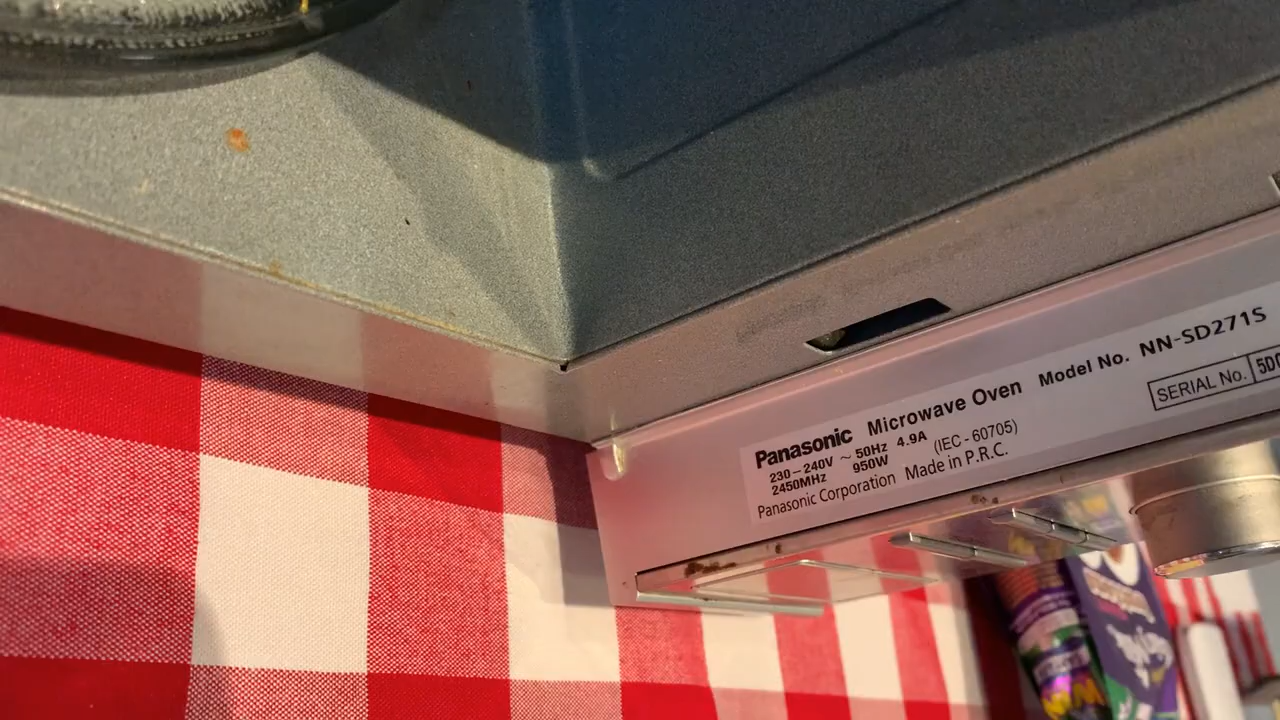 Panasonic Microwave Oven Model No. NN-SD271S
230-240V ~ 50Hz 4.9A (IEC-60705) SERIAL No. 5D
2450MHz 950W
Panasonic Corporation Made in P.R.C.